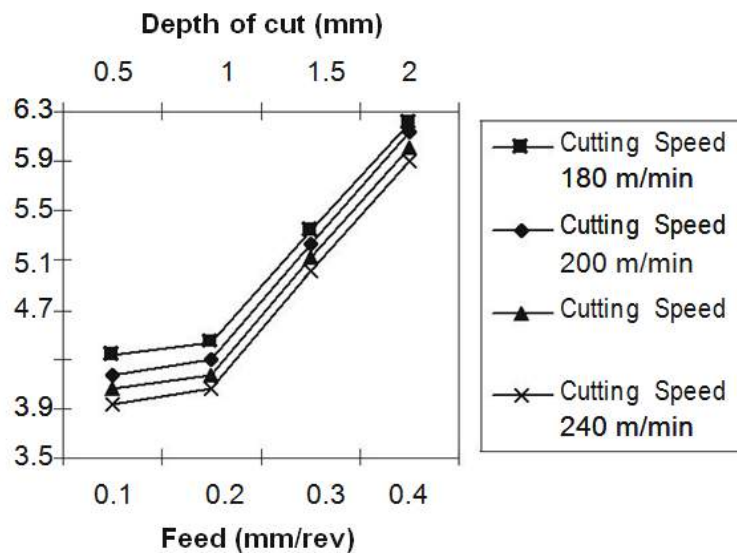 Depth of cut (mm)
0.5 1 1.5 2
6.3
5.9
5.5
5.1
4.7
3.9
3.5
0.1 0.2 0.3 0.4
Feed (mm/rev)
Cutting Speed
180 m/min
Cutting Speed
200 m/min
Cutting Speed
Cutting Speed
240 m/min